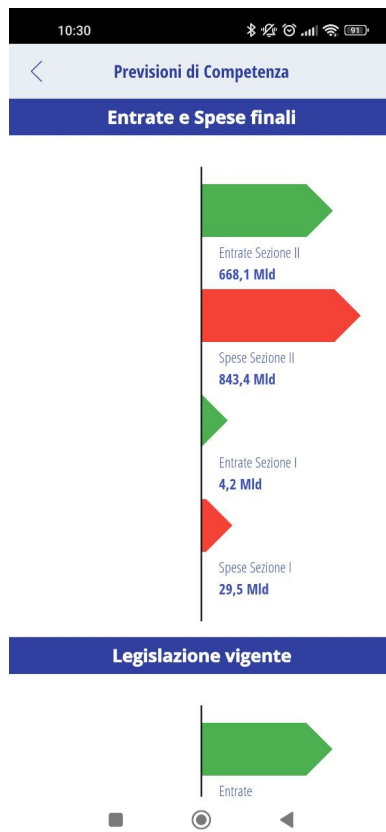 10:30
91
Previsioni di Competenza
Entrate e Spese finali
Entrate Sezione II
668,1 Mld
Spese Sezione II
843,4 Mld
Entrate Sezione I
4,2 Mld
Spese Sezione I
29,5 Mld
Legislazione vigente
Entrate